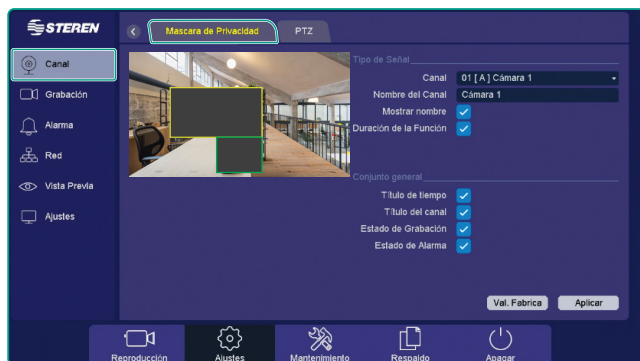 STEREN
Mascara de Privacidad
PTZ
Canal
Grabación
Alarma
Red
Vista Previa
Ajustes
Tipo de Señal
Canal 01 [ A ] Cámara 1
Nombre del Canal Cámara 1
Mostrar nombre
Duración de la Función
Conjunto general
Título de tiempo
Título del canal
Estado de Grabación
Estado de Alarma
Val. Fabrica Aplicar
Reproducción Ajustes Mantenimiento Respaldo Apagar